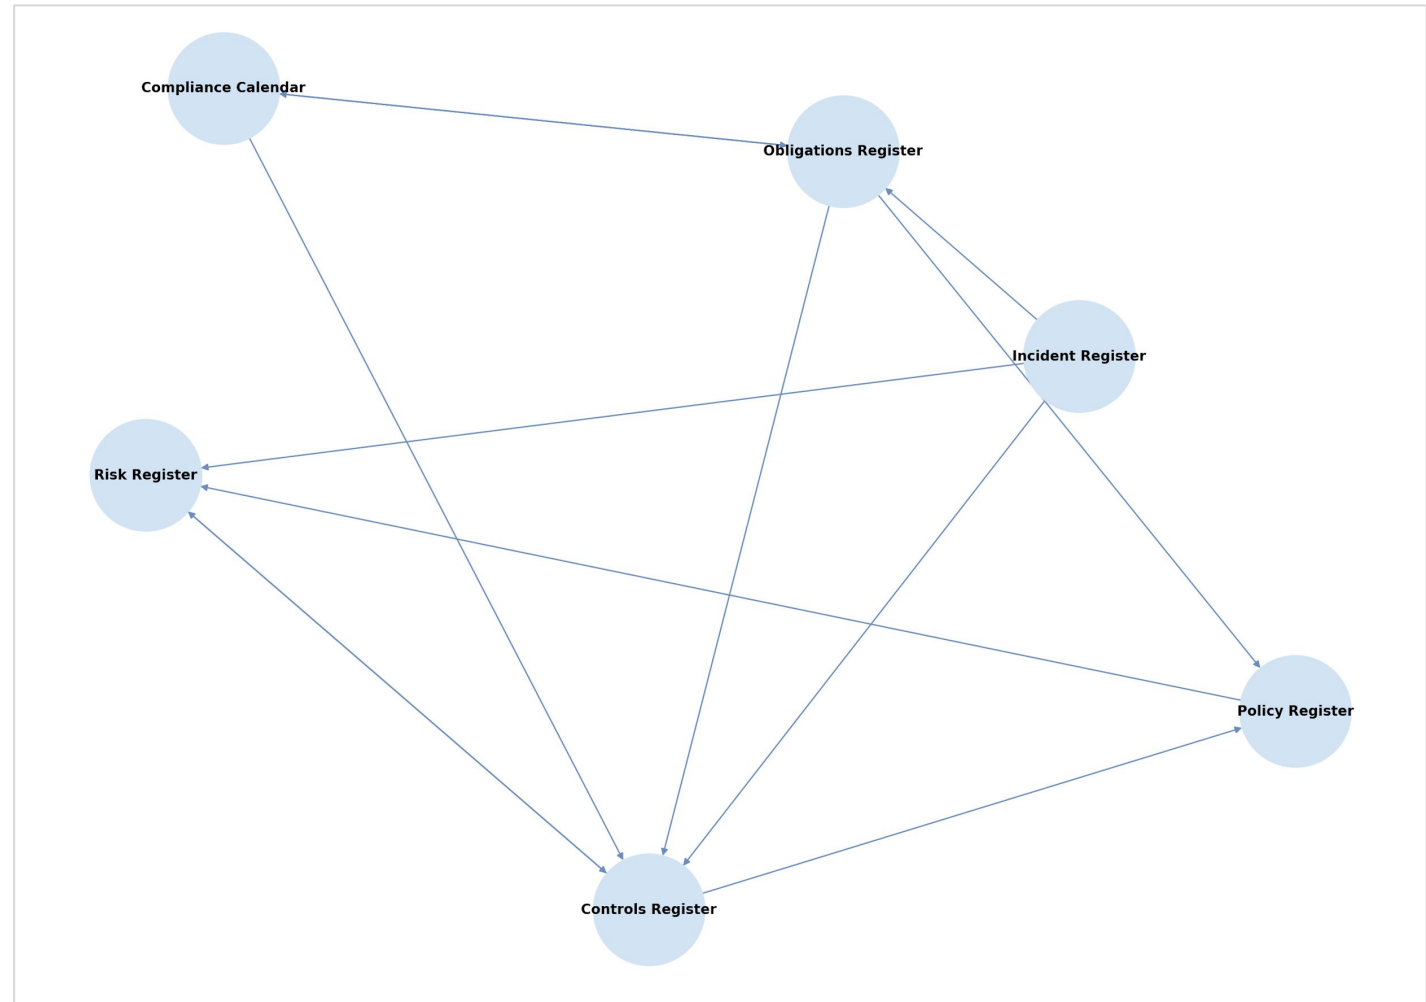 Compliance Calendar
Obligations Register
Incident Register
Risk Register
Policy Register
Controls Register